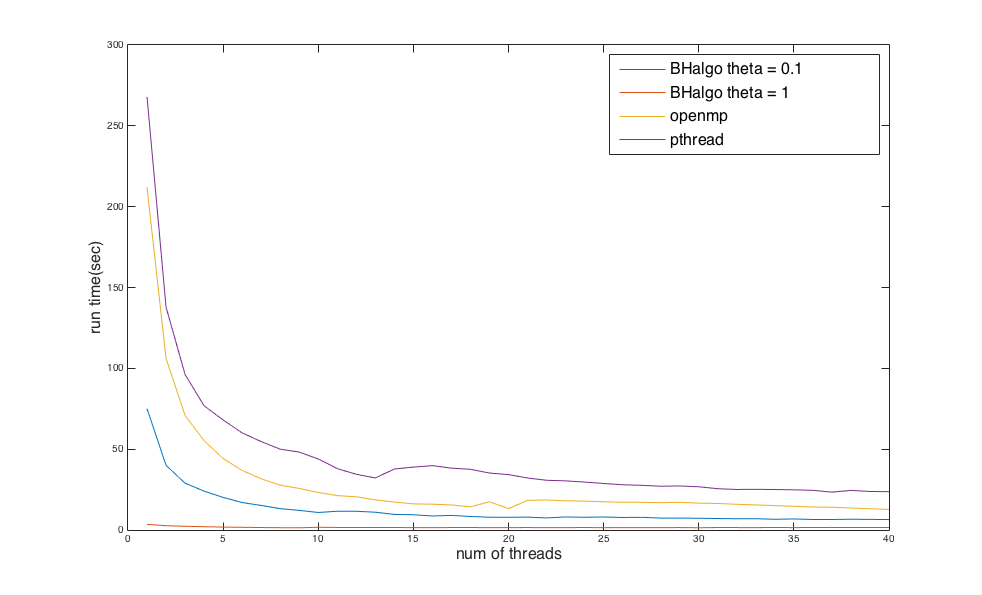 300
250
200
150
100
50
0
run time(sec)
BHalgo theta = 0.1
BHalgo theta = 1
openmp
pthread
0 5 10 15 20 25 30 35 40
num of threads